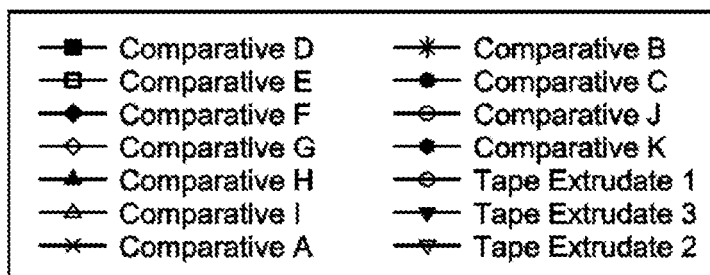 Comparative D
Comparative E
Comparative F
Comparative G
Comparative H
Comparative I
Comparative A
Comparative B
Comparative C
Comparative J
Comparative K
Tape Extrudate 1
Tape Extrudate 3
Tape Extrudate 2